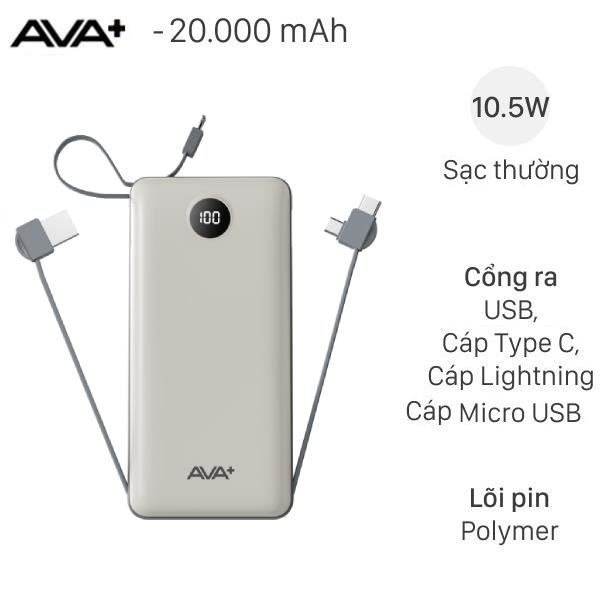 AVA+ - 20.000 mAh
10.5W
Sạc thường
100
Cổng ra
USB,
Cáp Type C,
Cáp Lightning
Cáp Micro USB
AVA+
Lõi pin
Polymer